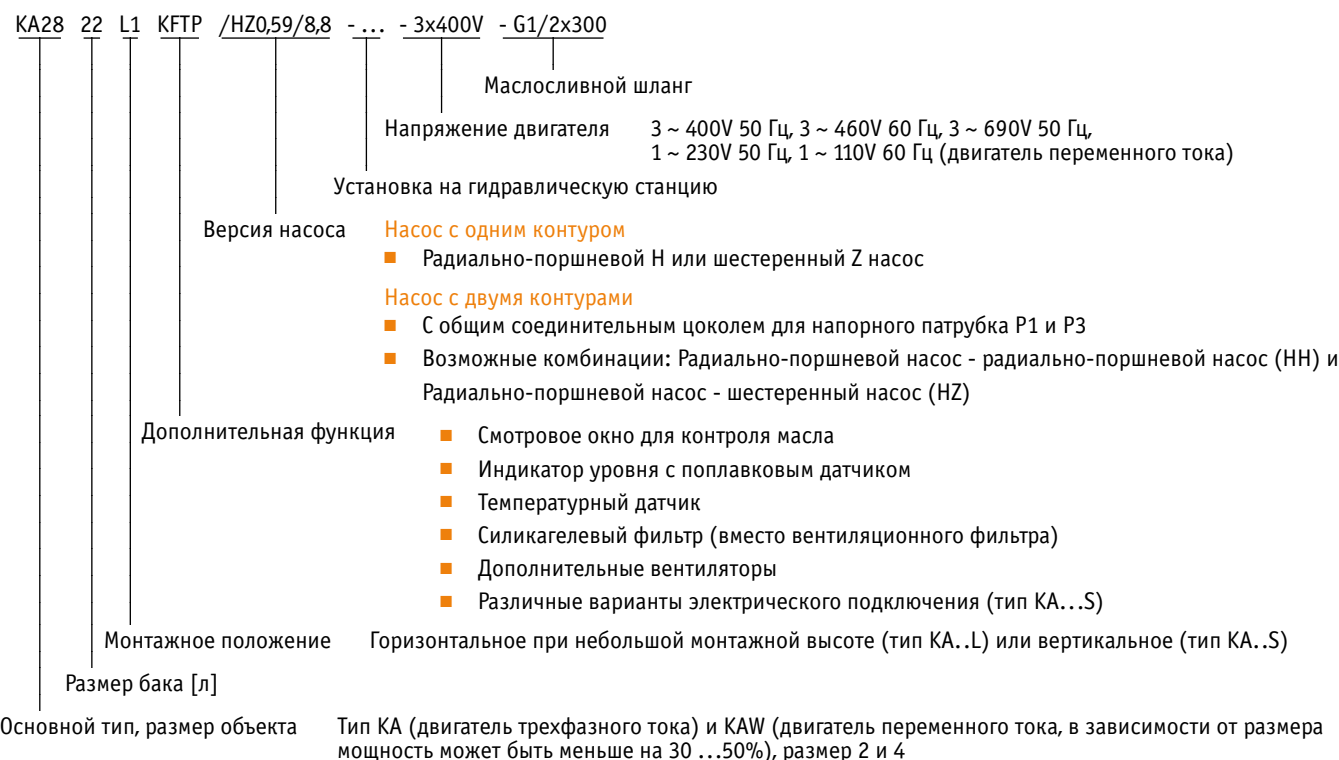 KA28 22 L1 KFTP /HZ0,59/8,8 - ... - 3x400V - G1/2x300
Маслосливной шланг
Напряжение двигателя 3 ~ 400V 50 Гц, 3 ~ 460V 60 Гц, 3 ~ 690V 50 Гц,
1 ~ 230V 50 Гц, 1 ~ 110V 60 Гц (двигатель переменного тока)
Установка на гидравлическую станцию
Версия насоса Насос с одним контуром
■ Радиально-поршневой H или шестеренный Z насос
Насос с двумя контурами
■ С общим соединительным цоколем для напорного патрубка P1 и P3
■ Возможные комбинации: Радиально-поршневой насос - радиально-поршневой насос (HH) и
Радиально-поршневой насос - шестеренный насос (HZ)
Дополнительная функция ■ Смотровое окно для контроля масла
■ Индикатор уровня с поплавковым датчиком
■ Температурный датчик
■ Силикагелевый фильтр (вместо вентиляционного фильтра)
■ Дополнительные вентиляторы
■ Различные варианты электрического подключения (тип KA...S)
Монтажное положение Горизонтальное при небольшой монтажной высоте (тип KA..L) или вертикальное (тип KA..S)
Размер бака [л]
Основной тип, размер объекта Тип KA (двигатель трехфазного тока) и KAW (двигатель переменного тока, в зависимости от размера
мощность может быть меньше на 30 ...50%), размер 2 и 4